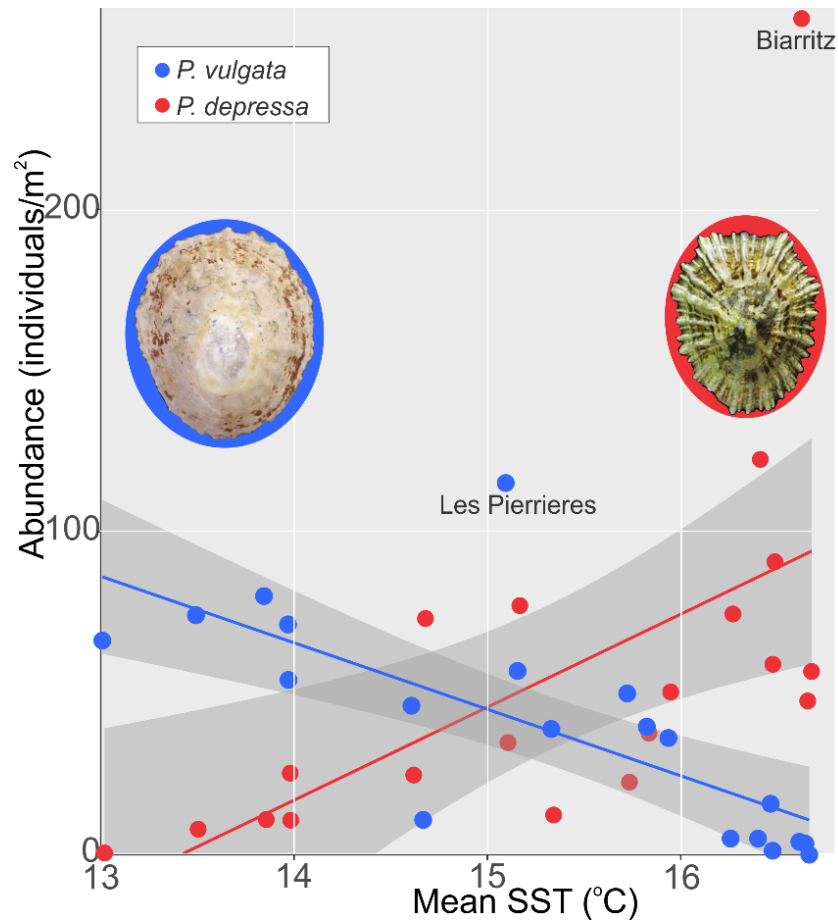 Biarritz
P. vulgata
P. depressa
Abundance (individuals/m²)
200
Les Pierrieres
100
0
13 14 15 16
Mean SST (°C)